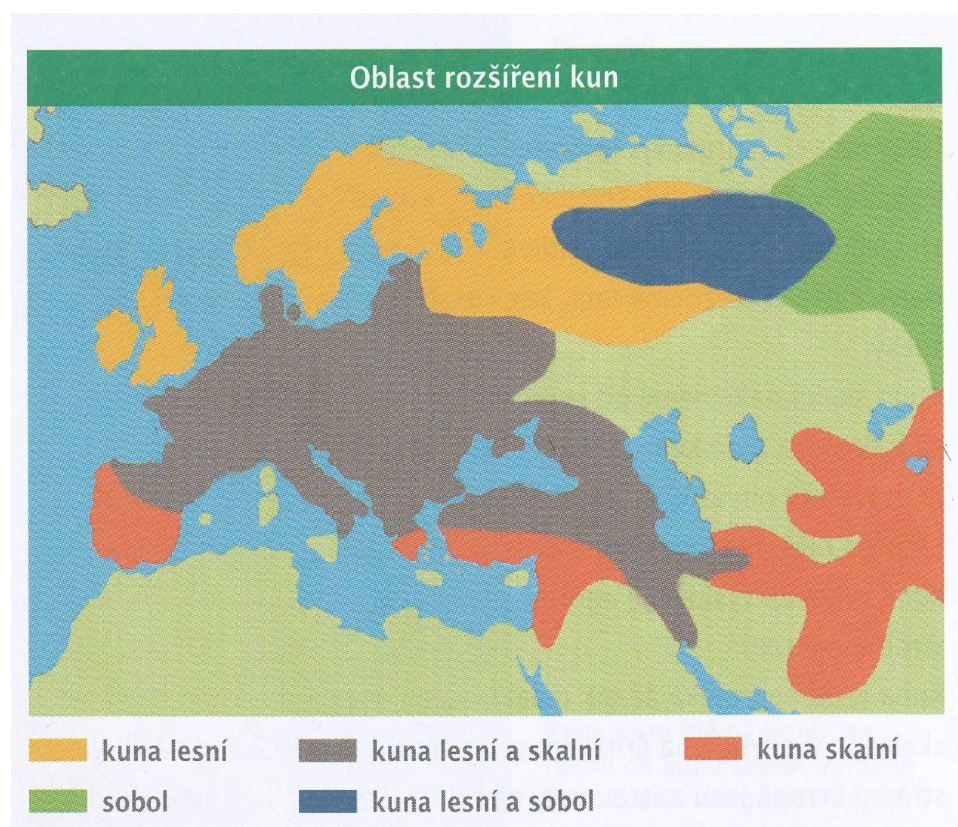 Oblast rozšíření kun
kuna lesní
kuna lesní a skalní
kuna skalní
sobol
kuna lesní a sobol